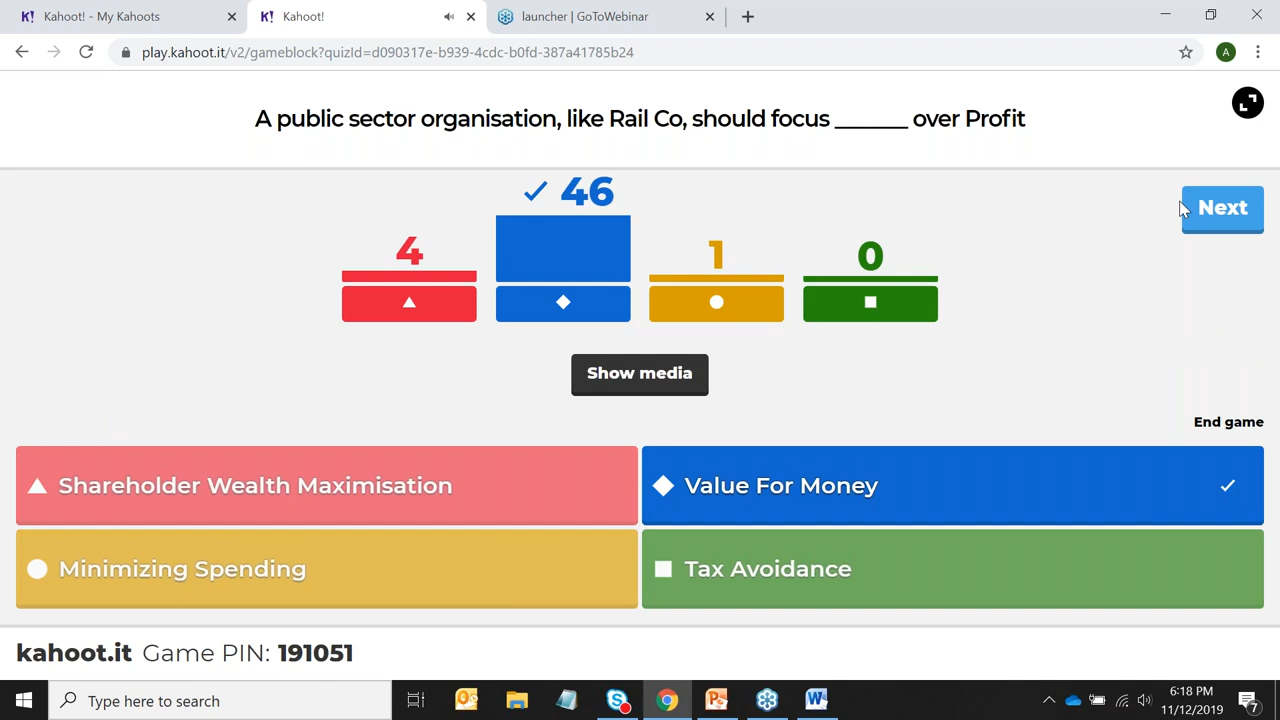 K! Kahoot! - My Kahoots
K! Kahoot!
launcher | GoToWebinar
play.kahoot.it/v2/gameblock?quizId=d090317e-b939-4cdc-b0fd-387a41785b24
A
A public sector organisation, like Rail Co, should focus _______ over Profit
4
46
1
0
Next
Show media
End game
Shareholder Wealth Maximisation
Value For Money
Minimizing Spending
Tax Avoidance
kahoot.it Game PIN: 191051
Type here to search
6:18 PM
11/12/2019
7